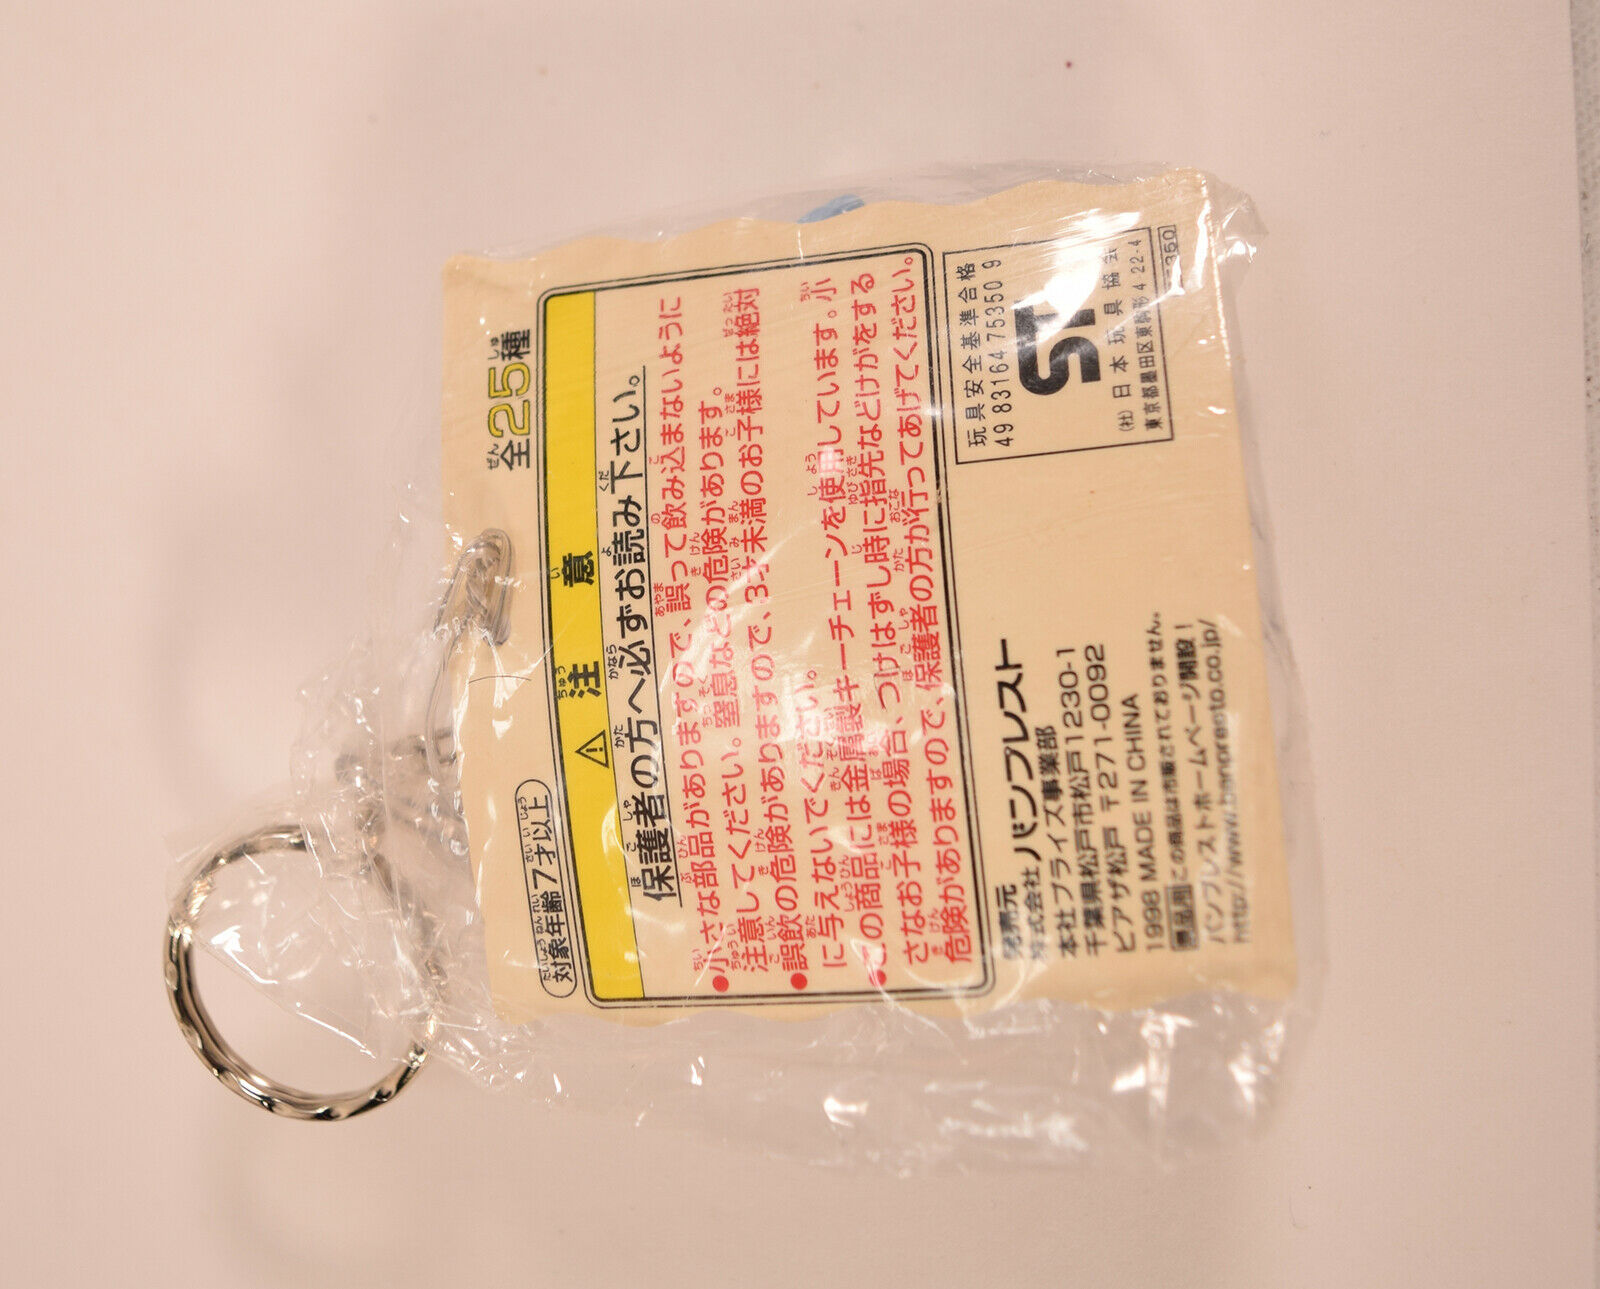 全25種
対象年齢7才以上
⚠ 注意
保護者の方へ必ずお読み下さい。
●小さな部品がありますので、誤って飲み込まないように
注意してください。窒息などの危険があります。
●誤飲の危険がありますので、3才未満のお子様には絶対
に与えないでください。
●この商品には金属製キーチェーンを使用しています。小
さなお子様の場合、つけはずし時に指先などけがをする
危険がありますので、保護者の方が行ってあげてください。
玩具安全基準合格
49 83164 75350 9
ST
(社)日本玩具協会
東京都墨田区東駒形4-22-4
350
発売元
株式会社バンプレスト
本社プライズ事業部
千葉県松戸市松戸1230-1
ピアザ松戸 〒271-0092
1998 MADE IN CHINA
景品用 この商品は市販されておりません。
バンプレストホームページ開設!
http://www.banpresto.co.jp/